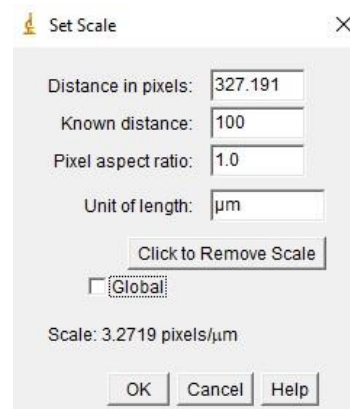 Set Scale
Distance in pixels: 327.191
Known distance: 100
Pixel aspect ratio: 1.0
Unit of length: µm
Click to Remove Scale
Global
Scale: 3.2719 pixels/µm
OK Cancel Help